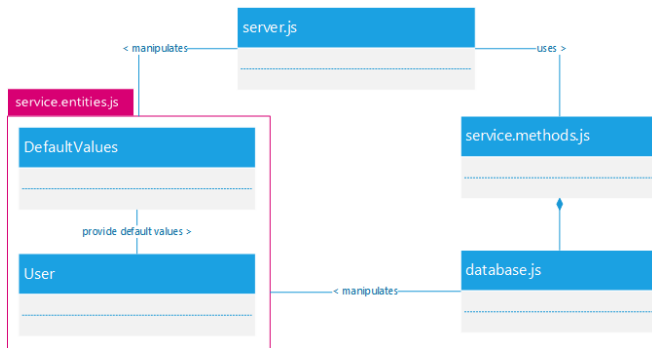 server.js
< manipulates
uses >
service.entities.js
DefaultValues
service.methods.js
provide default values >
User
database.js
< manipulates